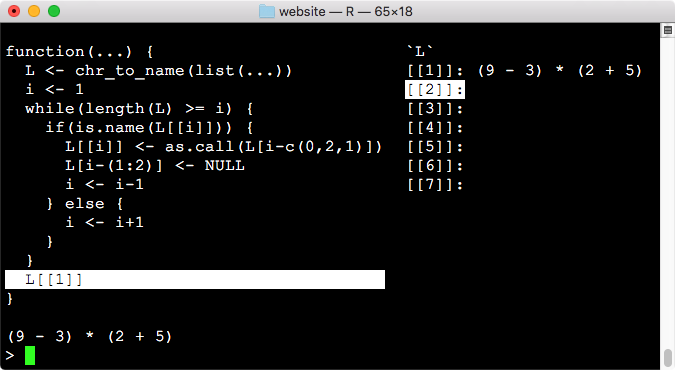 website — R — 65×18
function(...) {
  L <- chr_to_name(list(...))
  i <- 1
  while(length(L) >= i) {
    if(is.name(L[[i]])) {
      L[[i]] <- as.call(L[i-c(0,2,1)])
      L[i-(1:2)] <- NULL
      i <- i-1
    } else {
      i <- i+1
    }
  }
  L[[1]]
}
`L`
[[1]]: (9 - 3) * (2 + 5)
[[2]]:
[[3]]:
[[4]]:
[[5]]:
[[6]]:
[[7]]:
(9 - 3) * (2 + 5)
>